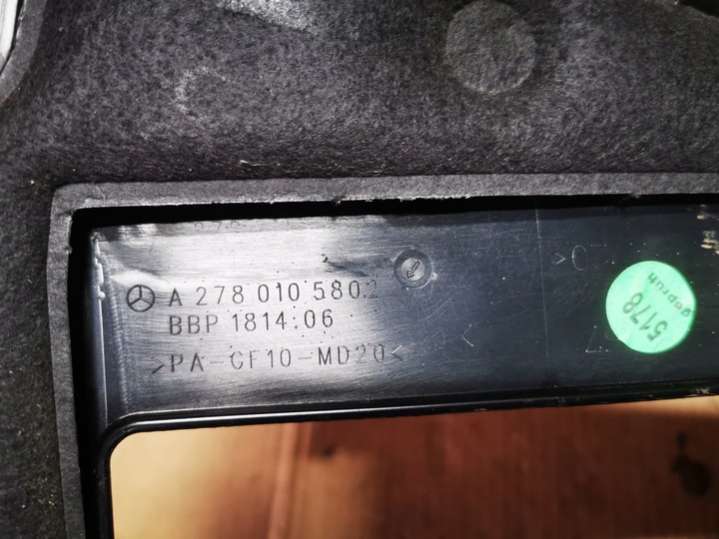 A 278 010 5802
BBP 1814.06
>PA-CF10-MD20<
>C
5178
geprüft